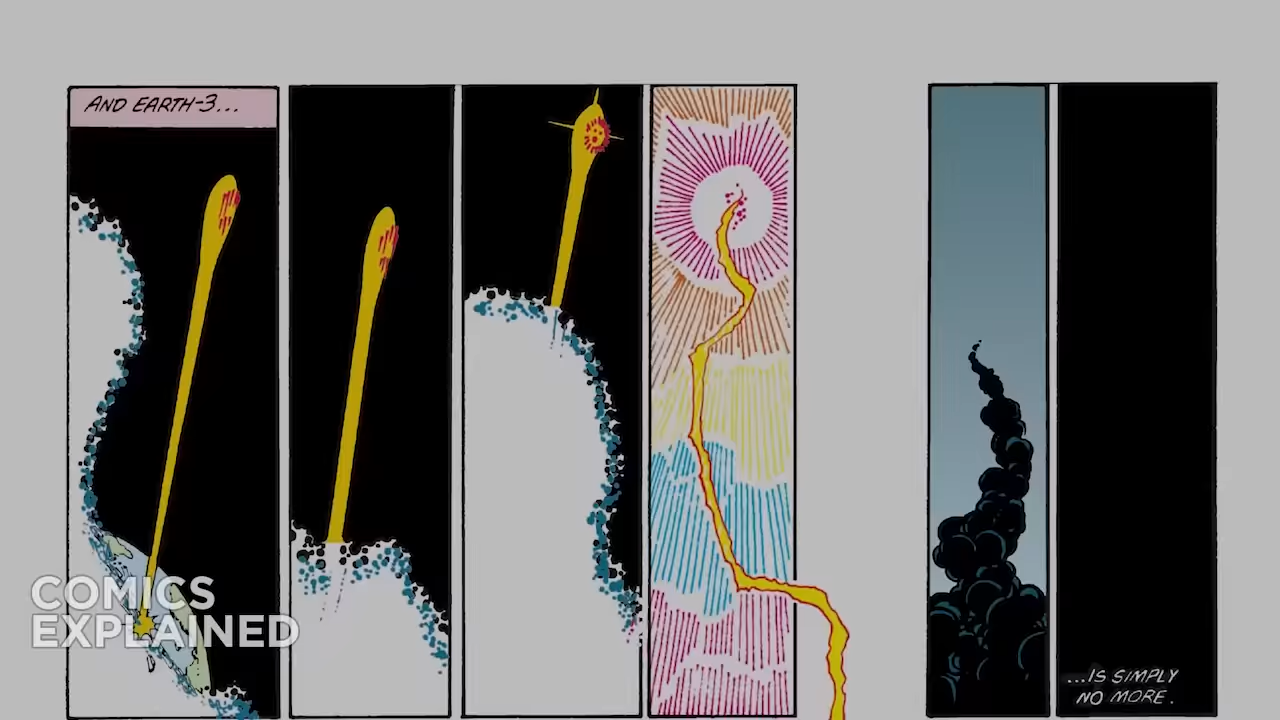 AND EARTH-3...
COMICS
EXPLAINED
...IS SIMPLY
NO MORE.